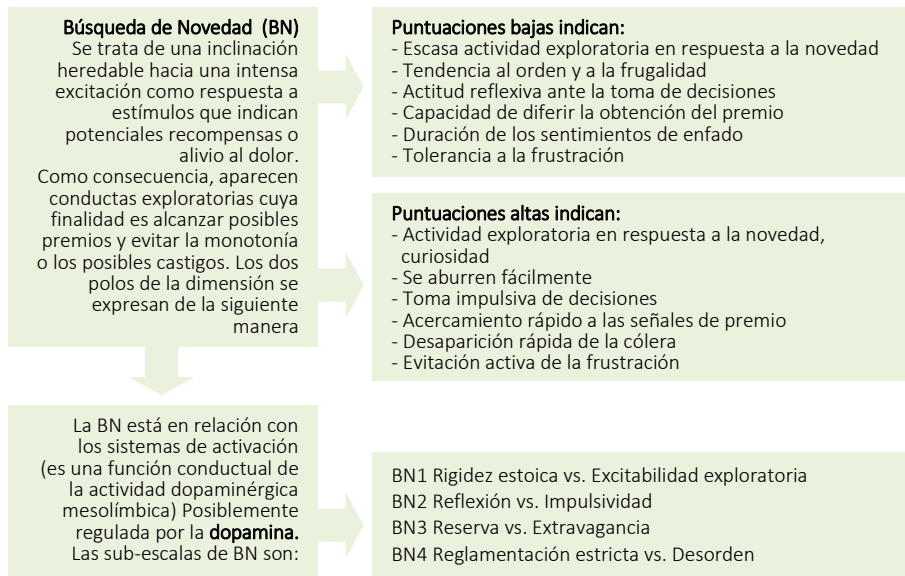 Búsqueda de Novedad  (BN)
Se trata de una inclinación
heredable hacia una intensa
excitación como respuesta a
estímulos que indican
potenciales recompensas o
alivio al dolor.
Como consecuencia, aparecen
conductas exploratorias cuya
finalidad es alcanzar posibles
premios y evitar la monotonía
o los posibles castigos. Los dos
polos de la dimensión se
expresan de la siguiente
manera
Puntuaciones bajas indican:
- Escasa actividad exploratoria en respuesta a la novedad
- Tendencia al orden y a la frugalidad
- Actitud reflexiva ante la toma de decisiones
- Capacidad de diferir la obtención del premio
- Duración de los sentimientos de enfado
- Tolerancia a la frustración
Puntuaciones altas indican:
- Actividad exploratoria en respuesta a la novedad,
curiosidad
- Se aburren fácilmente
- Toma impulsiva de decisiones
- Acercamiento rápido a las señales de premio
- Desaparición rápida de la cólera
- Evitación activa de la frustración
La BN está en relación con
los sistemas de activación
(es una función conductual de
la actividad dopaminérgica
mesolímbica) Posiblemente
regulada por la dopamina.
Las sub-escalas de BN son:
BN1 Rigidez estoica vs. Excitabilidad exploratoria
BN2 Reflexión vs. Impulsividad
BN3 Reserva vs. Extravagancia
BN4 Reglamentación estricta vs. Desorden